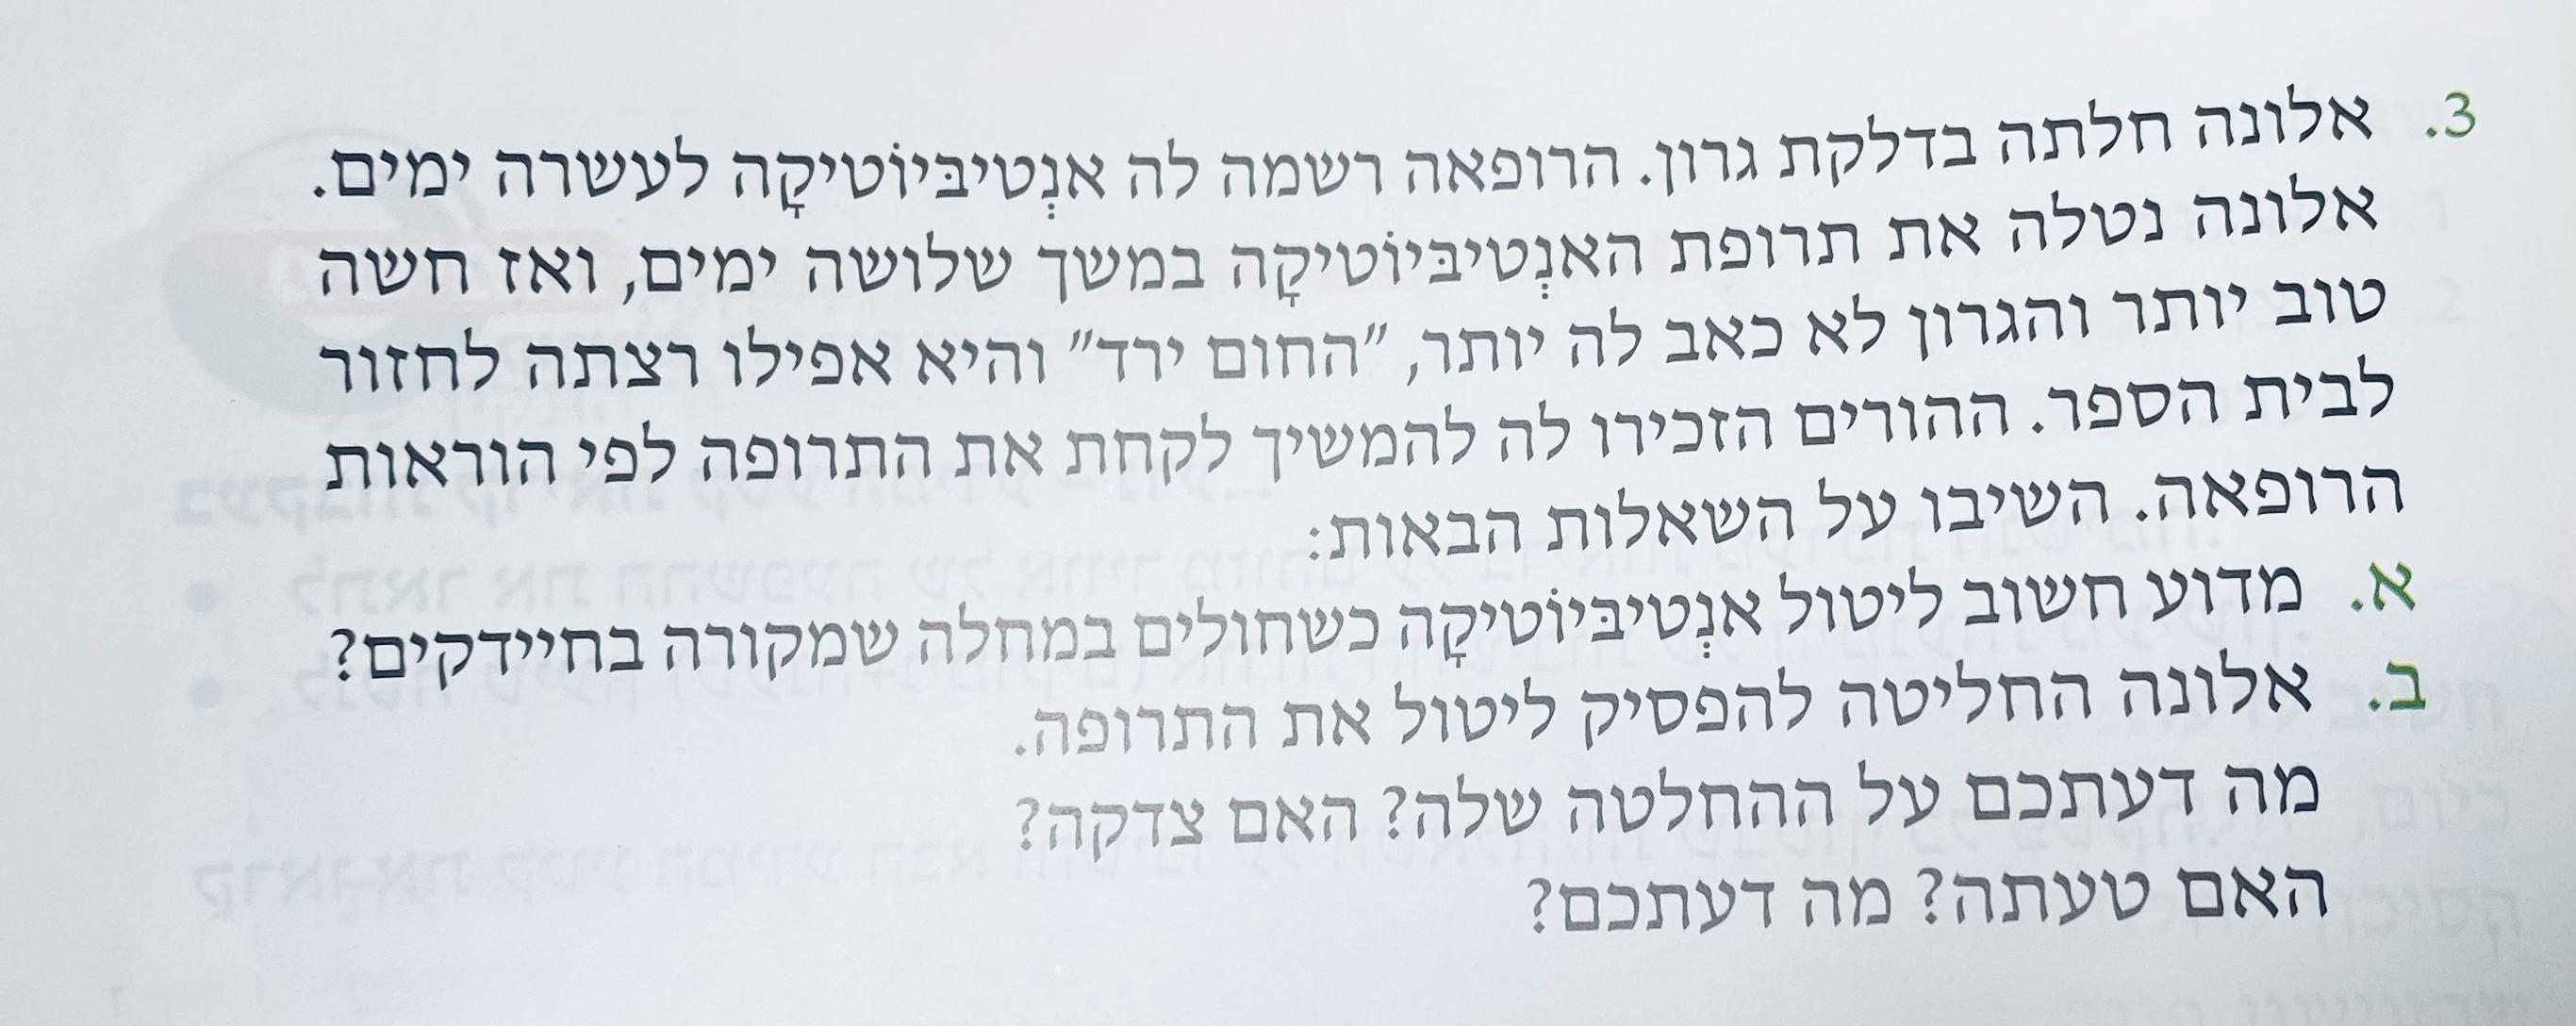 3. אלונה חלתה בדלקת גרון. הרופאה רשמה לה אנְטיבּיוֹטיקָה לעשרה ימים.
אלונה נטלה את תרופת האנְטיבּיוֹטיקָה במשך שלושה ימים, ואז חשה
טוב יותר והגרון לא כאב לה יותר, "החום ירד" והיא אפילו רצתה לחזור
לבית הספר. ההורים הזכירו לה להמשיך לקחת את התרופה לפי הוראות
הרופאה. השיבו על השאלות הבאות:
א. מדוע חשוב ליטול אנְטיבּיוֹטיקָה כשחולים במחלה שמקורה בחיידקים?
ב. אלונה החליטה להפסיק ליטול את התרופה.
מה דעתכם על ההחלטה שלה? האם צדקה?
האם טעתה? מה דעתכם?